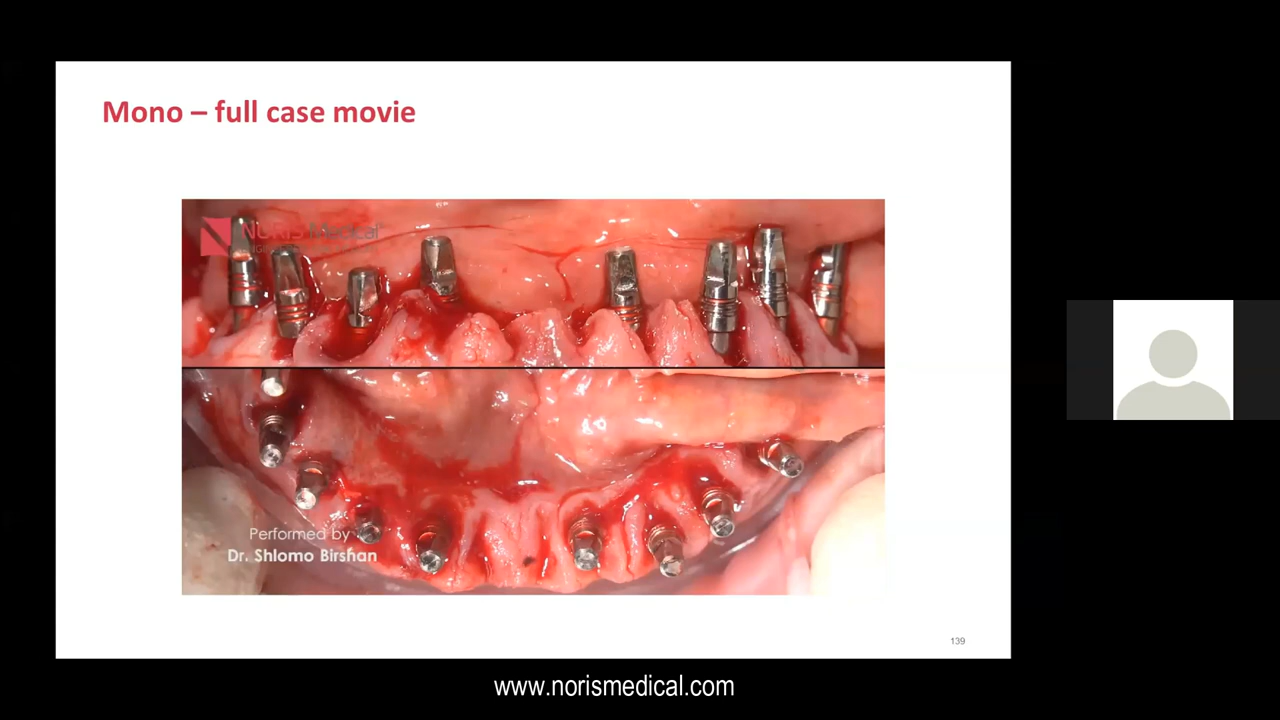 Mono – full case movie
NORIS Medical
Performed by
Dr. Shlomo Birshan
139
www.norismedical.com